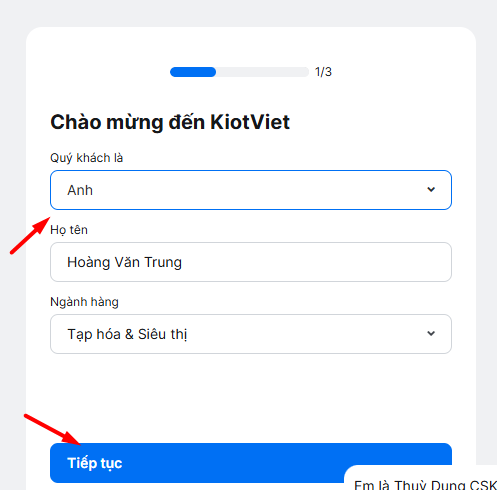 1/3
Chào mừng đến KiotViet
Quý khách là
Anh
Họ tên
Hoàng Văn Trung
Ngành hàng
Tạp hóa & Siêu thị
Tiếp tục
Em là Thuỳ Dung CSK